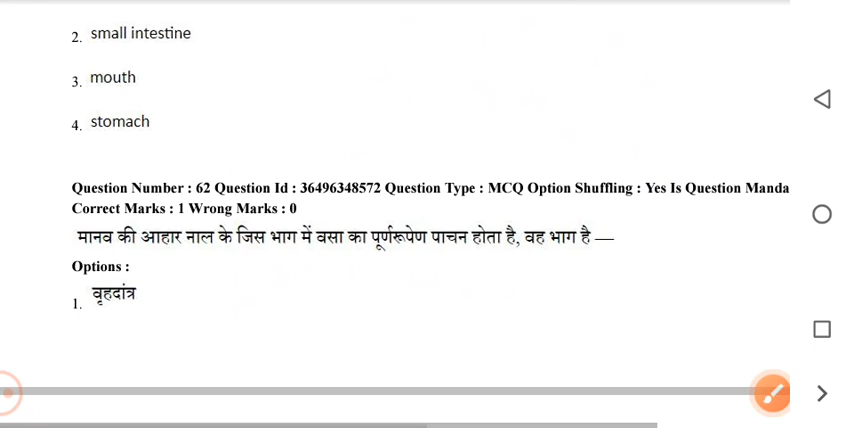 2. small intestine
3. mouth
4. stomach
Question Number : 62 Question Id : 36496348572 Question Type : MCQ Option Shuffling : Yes Is Question Manda
Correct Marks : 1 Wrong Marks : 0
मानव की आहार नाल के जिस भाग में वसा का पूर्णरूपेण पाचन होता है, वह भाग है —
Options :
1. वृहदांत्र